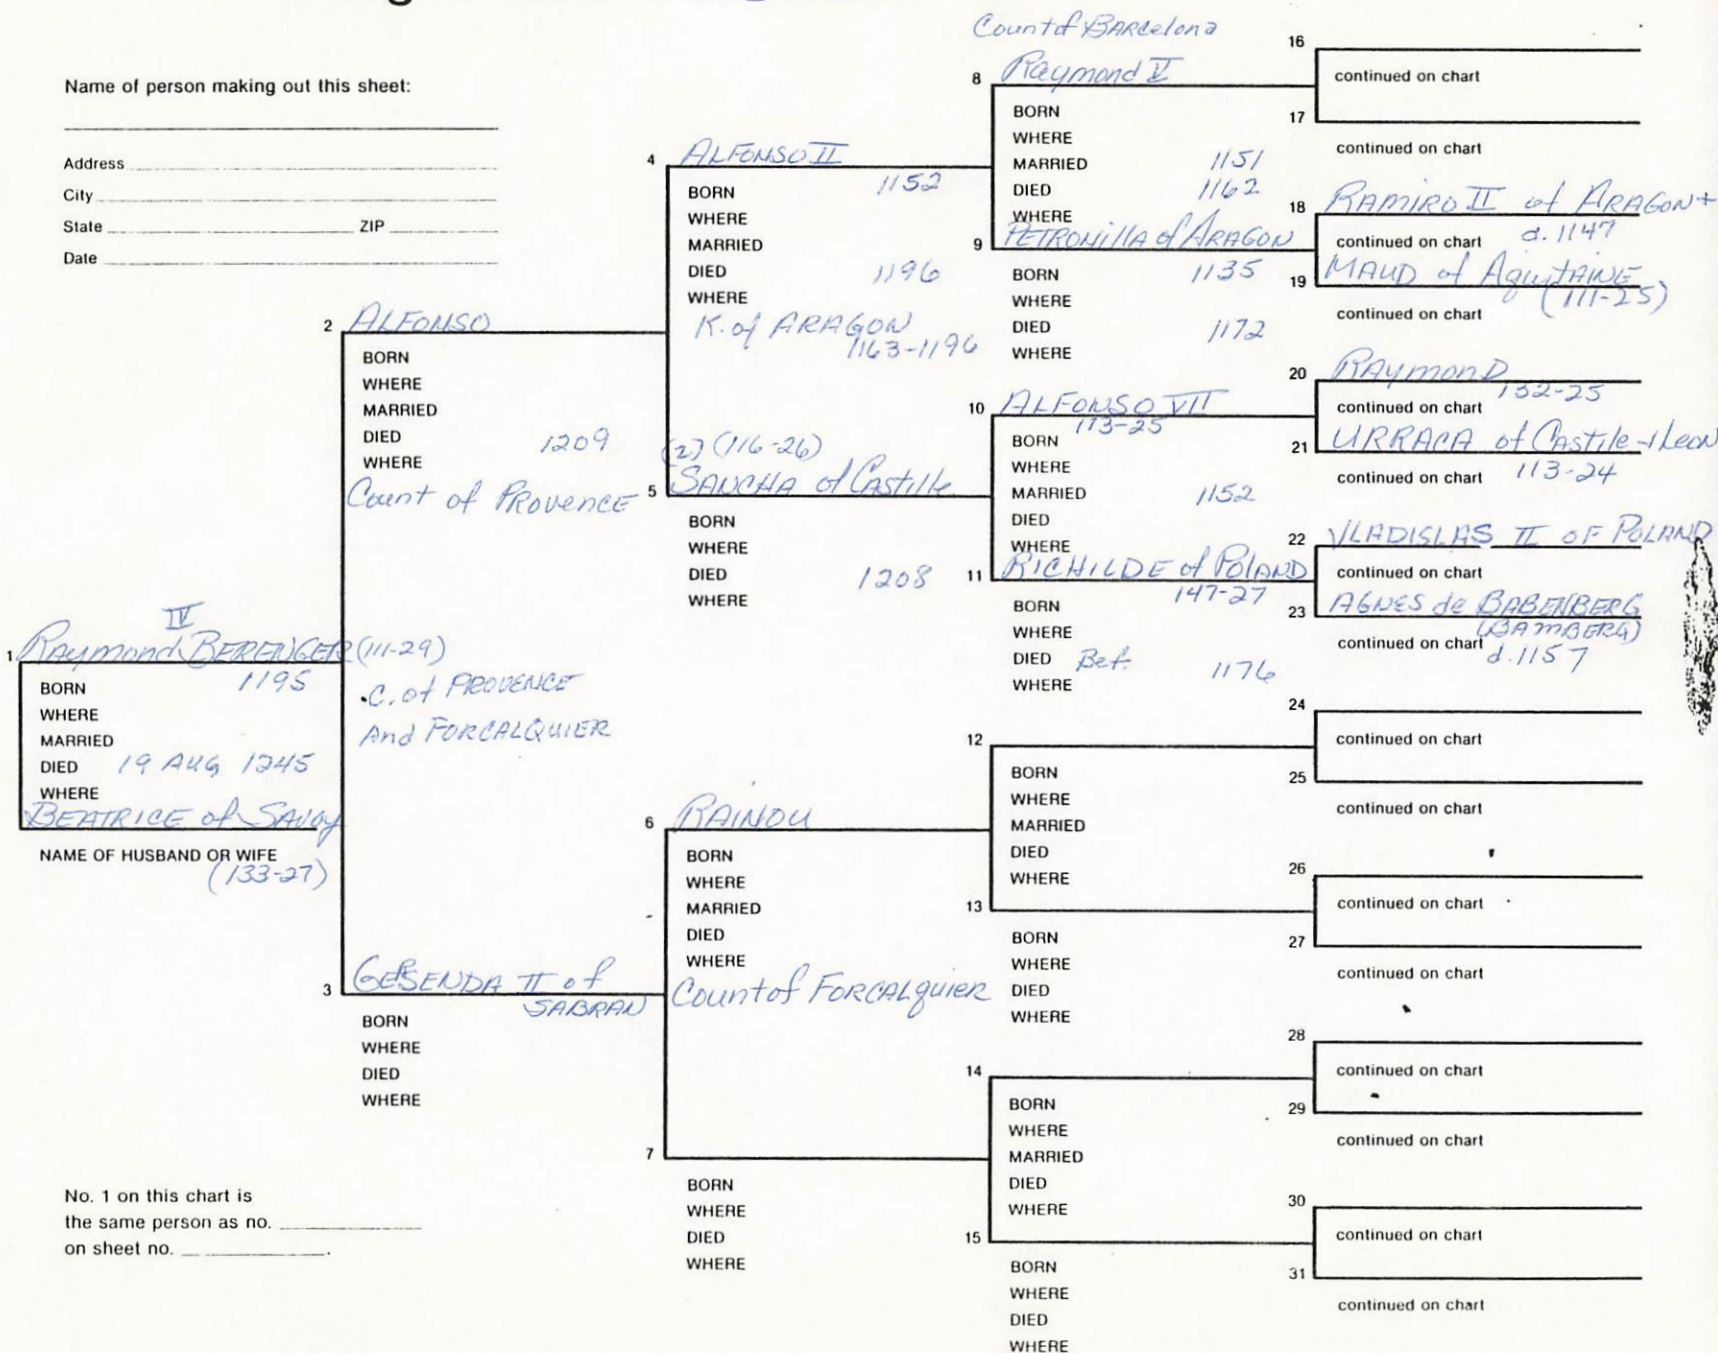 Name of person making out this sheet:
Address
City
State ZIP
Date
1 Raymond IV BERENGER (111-29)
BORN 1195
WHERE
MARRIED
DIED 19 AUG 1245
WHERE
.C. of PROVENCE
And FORCALQUIER
BEATRICE of SAVOY
NAME OF HUSBAND OR WIFE
(133-27)
No. 1 on this chart is
the same person as no.
on sheet no. .
2 ALFONSO
BORN
WHERE
MARRIED
DIED 1209
WHERE
Count of PROVENCE
3 GERSENDA II of
SABRAN
BORN
WHERE
DIED
WHERE
4 ALFONSO II
BORN 1152
WHERE
MARRIED
DIED 1196
WHERE
K. of ARAGON
1163-1196
(2) (116-26)
5 SANCHA of Castille
BORN
WHERE
DIED 1208
WHERE
6 RAINOU
BORN
WHERE
MARRIED
DIED
WHERE
Count of FORCALquiER
7
BORN
WHERE
DIED
WHERE
Count of BARCelona
8 Raymond V
BORN
WHERE
MARRIED 1151
DIED 1162
WHERE
9 PETRONilla of ARAGON
BORN 1135
WHERE
DIED 1172
WHERE
10 ALFONSO VII
113-25
BORN
WHERE
MARRIED 1152
DIED
WHERE
11 RICHILDE of POLAND
147-27
BORN
WHERE
DIED Bef. 1176
WHERE
12
BORN
WHERE
MARRIED
DIED
WHERE
13
BORN
WHERE
DIED
WHERE
14
BORN
WHERE
MARRIED
DIED
WHERE
15
BORN
WHERE
DIED
WHERE
16
continued on chart
17
continued on chart
18 RAMIRO II of ARAGON +
continued on chart d. 1147
19 MAUD of AquiTAINE
(111-25)
continued on chart
20 RAymonD
132-25
continued on chart
21 URRACA of Castile + Leon
continued on chart 113-24
22 VLADISLAS II OF POLAND
continued on chart
23 AGNES de BABENBERG
(BAMBERG)
continued on chart d. 1157
24
continued on chart
25
continued on chart
26
continued on chart
27
continued on chart
28
continued on chart
29
continued on chart
30
continued on chart
31
continued on chart